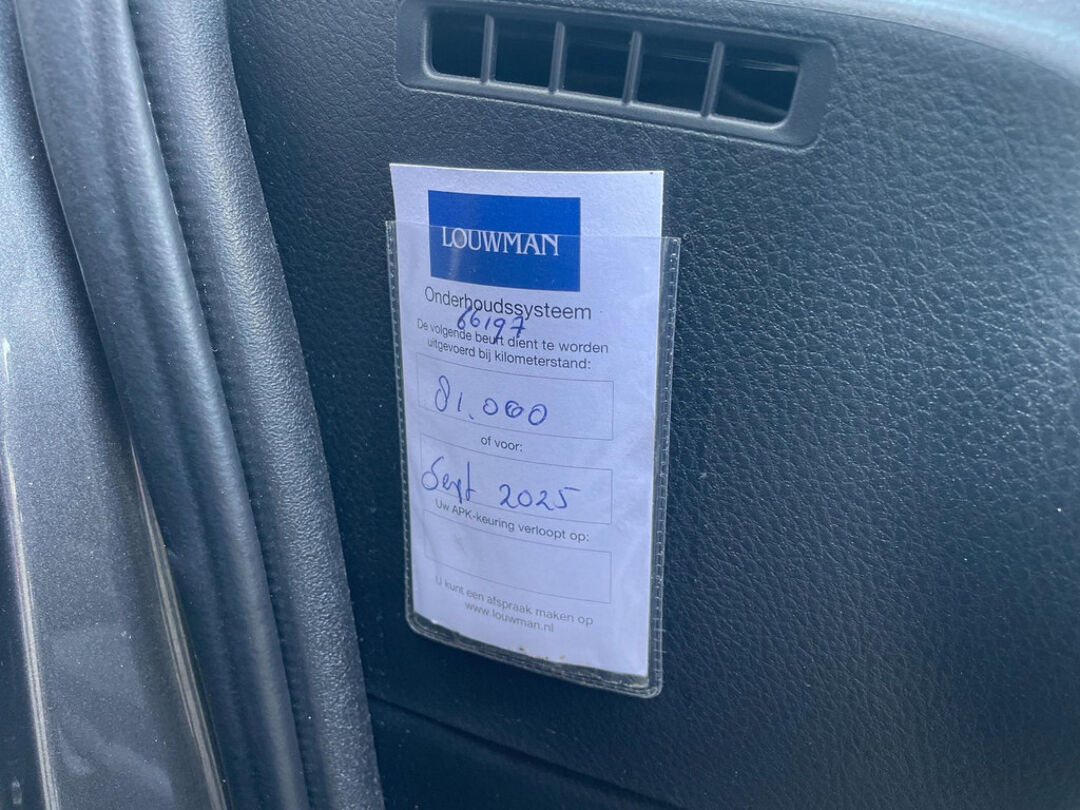 LOUWMAN
Onderhoudssysteem
66197
De volgende beurt dient te worden
uitgevoerd bij kilometerstand:
81.000
of voor:
Sept 2025
Uw APK-keuring verloopt op:
U kunt een afspraak maken op
www.louwman.nl